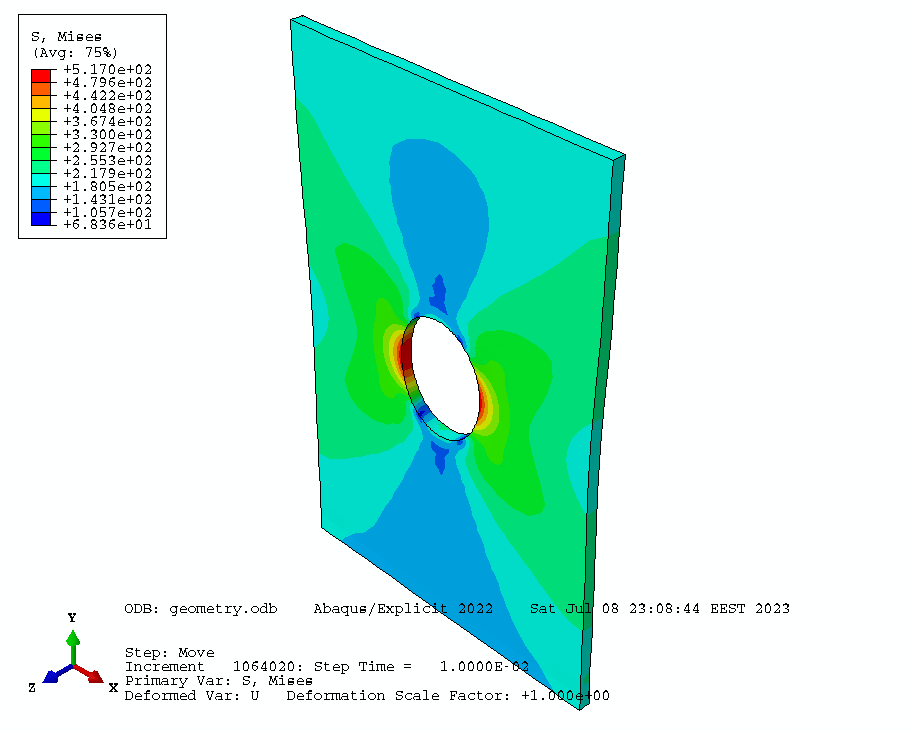 S, Mises
(Avg: 75%)
+5.170e+02
+4.796e+02
+4.422e+02
+4.048e+02
+3.674e+02
+3.300e+02
+2.927e+02
+2.553e+02
+2.179e+02
+1.805e+02
+1.431e+02
+1.057e+02
+6.836e+01
ODB: geometry.odb    Abaqus/Explicit 2022    Sat Jul 08 23:08:44 EEST 2023
Y
Z
X
Step: Move
Increment   1064020: Step Time =   1.0000E-02
Primary Var: S, Mises
Deformed Var: U   Deformation Scale Factor: +1.000e+00